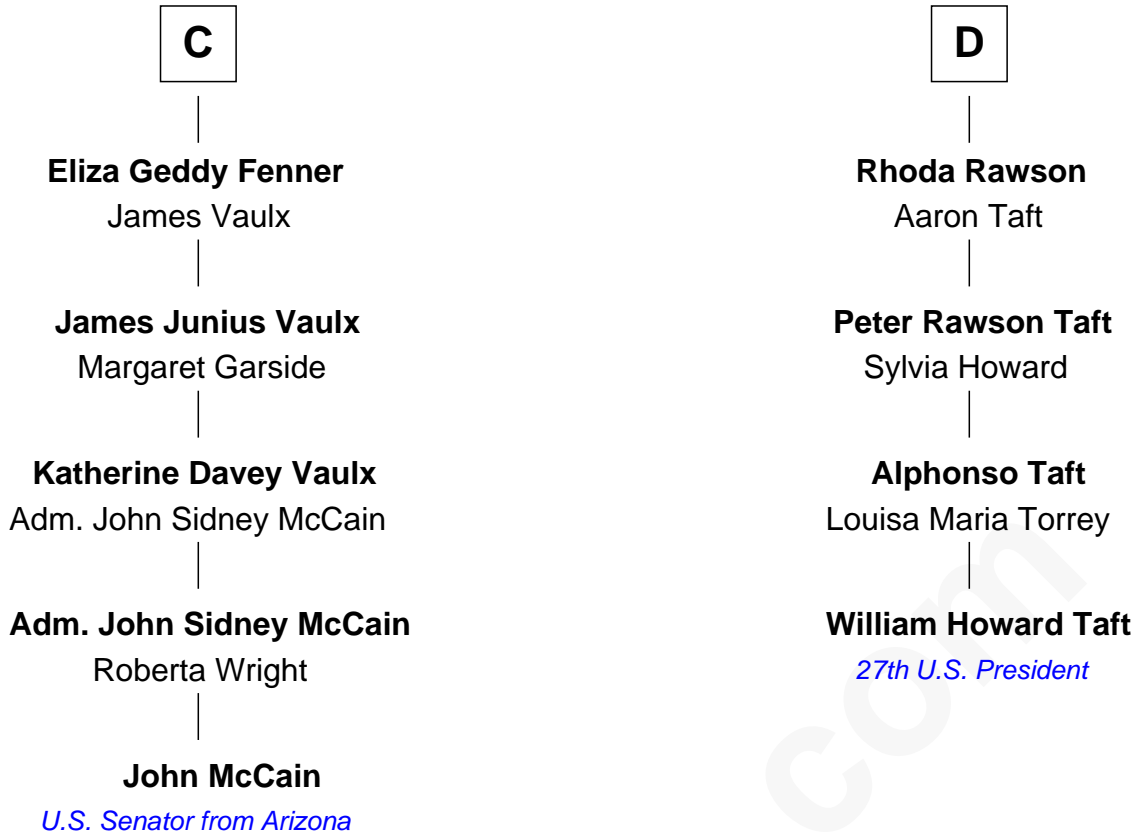 C
Eliza Geddy Fenner
James Vaulx
James Junius Vaulx
Margaret Garside
Katherine Davey Vaulx
Adm. John Sidney McCain
Adm. John Sidney McCain
Roberta Wright
John McCain
U.S. Senator from Arizona
D
Rhoda Rawson
Aaron Taft
Peter Rawson Taft
Sylvia Howard
Alphonso Taft
Louisa Maria Torrey
William Howard Taft
27th U.S. President
com